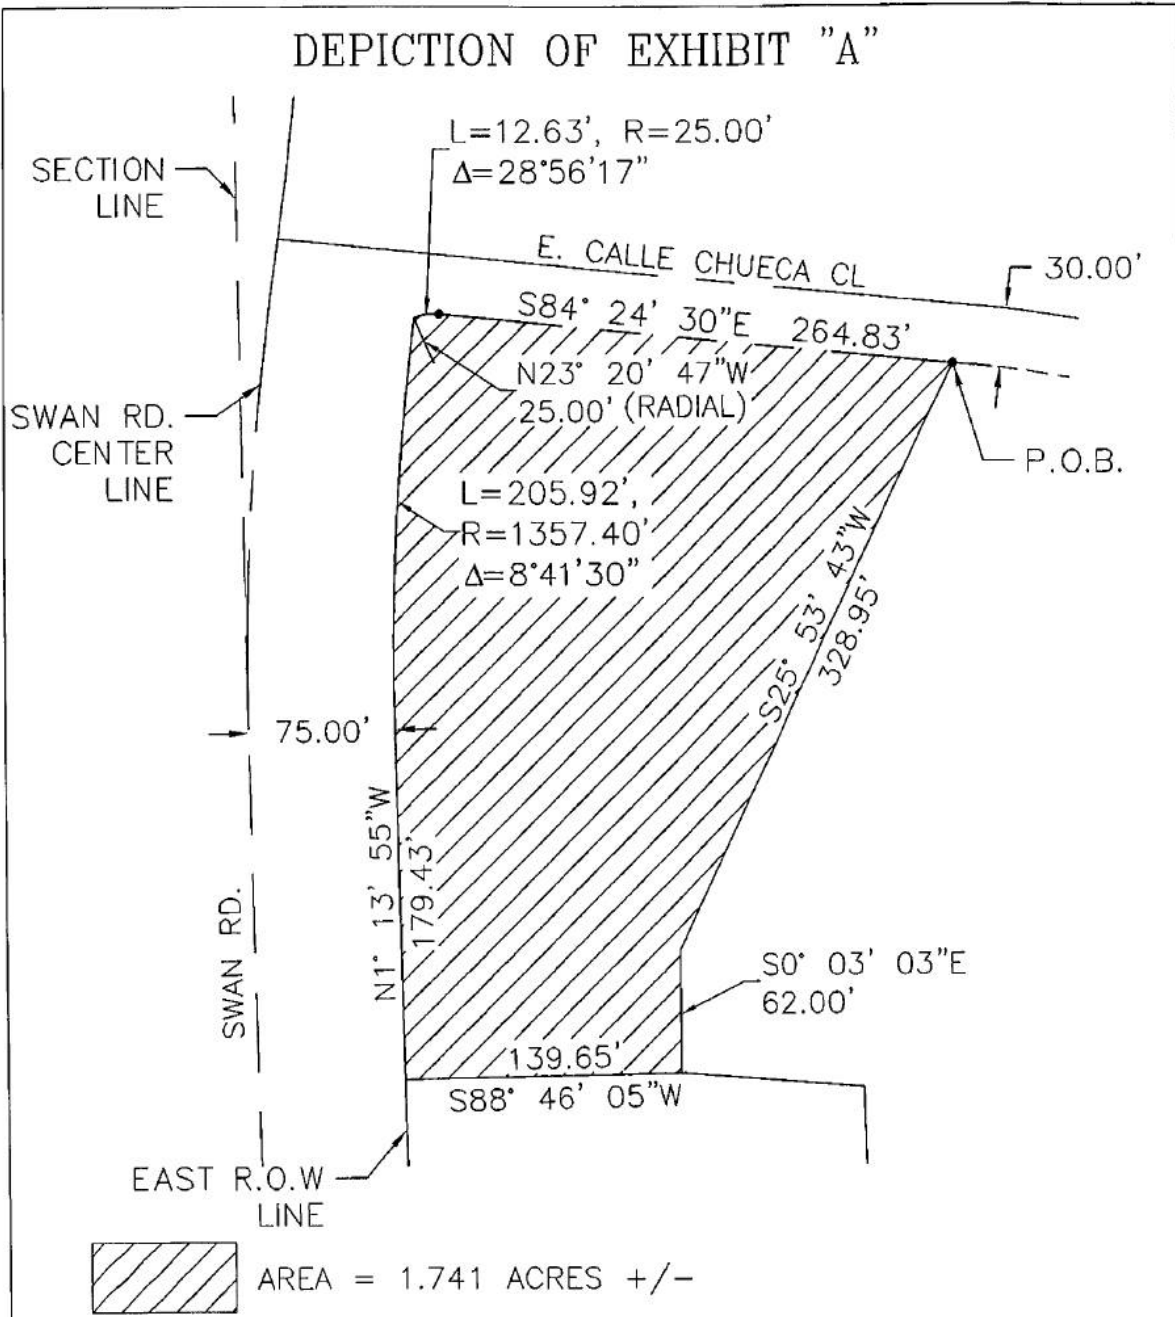 DEPICTION OF EXHIBIT "A"
L=12.63', R=25.00'
Δ=28°56'17"
SECTION
LINE
E. CALLE CHUECA CL
30.00'
S84° 24' 30"E 264.83'
N23° 20' 47"W
25.00' (RADIAL)
SWAN RD.
CENTER
LINE
P.O.B.
L=205.92',
R=1357.40'
Δ=8°41'30"
S25° 53' 43"W
328.95'
75.00'
N1° 13' 55"W
179.43'
SWAN RD.
S0° 03' 03"E
62.00'
139.65'
S88° 46' 05"W
EAST R.O.W
LINE
AREA = 1.741 ACRES +/-